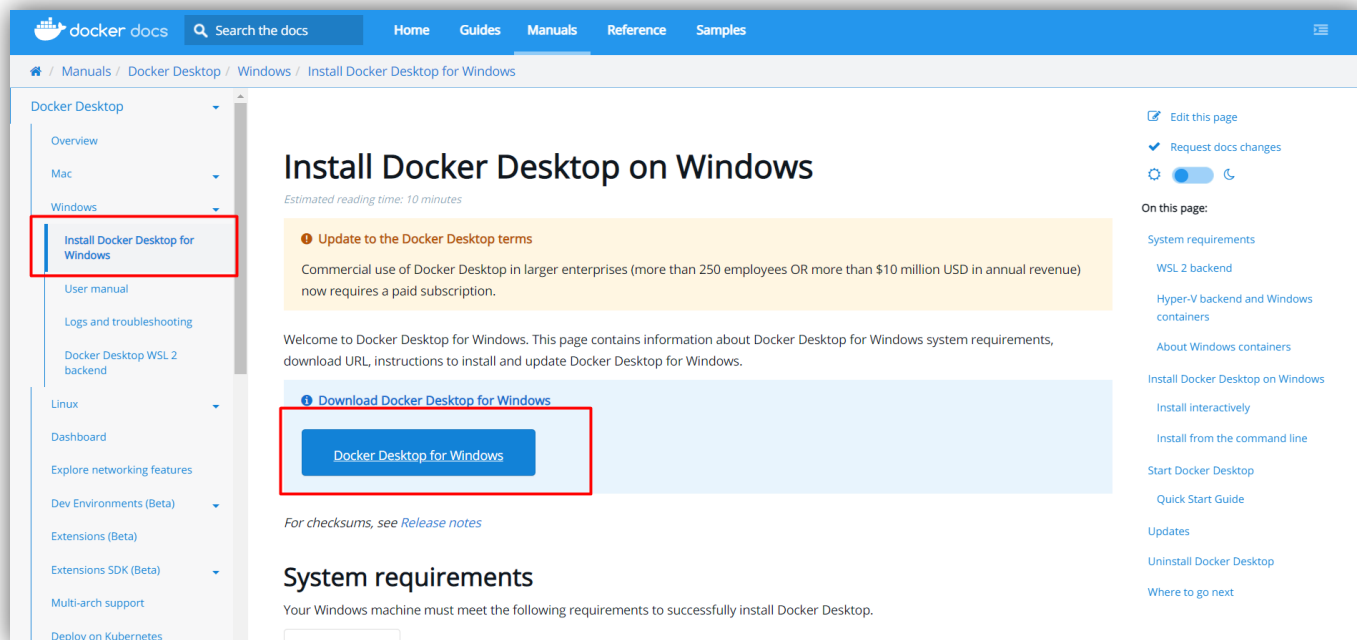 docker docs
Search the docs
Home
Guides
Manuals
Reference
Samples
/ Manuals / Docker Desktop / Windows / Install Docker Desktop for Windows
Docker Desktop
Overview
Mac
Windows
Install Docker Desktop for
Windows
User manual
Logs and troubleshooting
Docker Desktop WSL 2
backend
Linux
Dashboard
Explore networking features
Dev Environments (Beta)
Extensions (Beta)
Extensions SDK (Beta)
Multi-arch support
Deploy on Kubernetes
Install Docker Desktop on Windows
Estimated reading time: 10 minutes
Update to the Docker Desktop terms
Commercial use of Docker Desktop in larger enterprises (more than 250 employees OR more than $10 million USD in annual revenue)
now requires a paid subscription.
Welcome to Docker Desktop for Windows. This page contains information about Docker Desktop for Windows system requirements,
download URL, instructions to install and update Docker Desktop for Windows.
Download Docker Desktop for Windows
Docker Desktop for Windows
For checksums, see Release notes
System requirements
Your Windows machine must meet the following requirements to successfully install Docker Desktop.
Edit this page
Request docs changes
On this page:
System requirements
WSL 2 backend
Hyper-V backend and Windows
containers
About Windows containers
Install Docker Desktop on Windows
Install interactively
Install from the command line
Start Docker Desktop
Quick Start Guide
Updates
Uninstall Docker Desktop
Where to go next